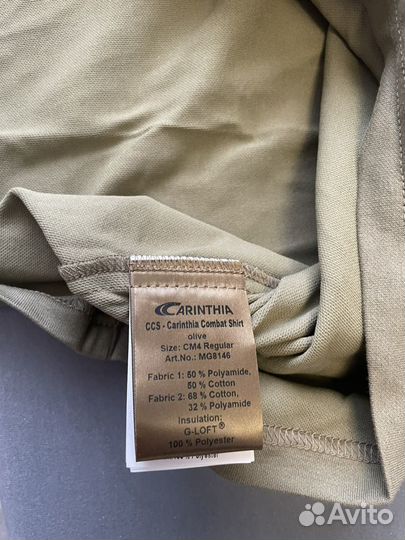 CARINTHIA
CCS - Carinthia Combat Shirt
olive
Size: CM4 Regular
Art.No.: MG8146
Fabric 1: 50 % Polyamide,
50 % Cotton
Fabric 2: 68 % Cotton,
32 % Polyamide
Insulation:
G-LOFT®
100 % Polyester
Avito